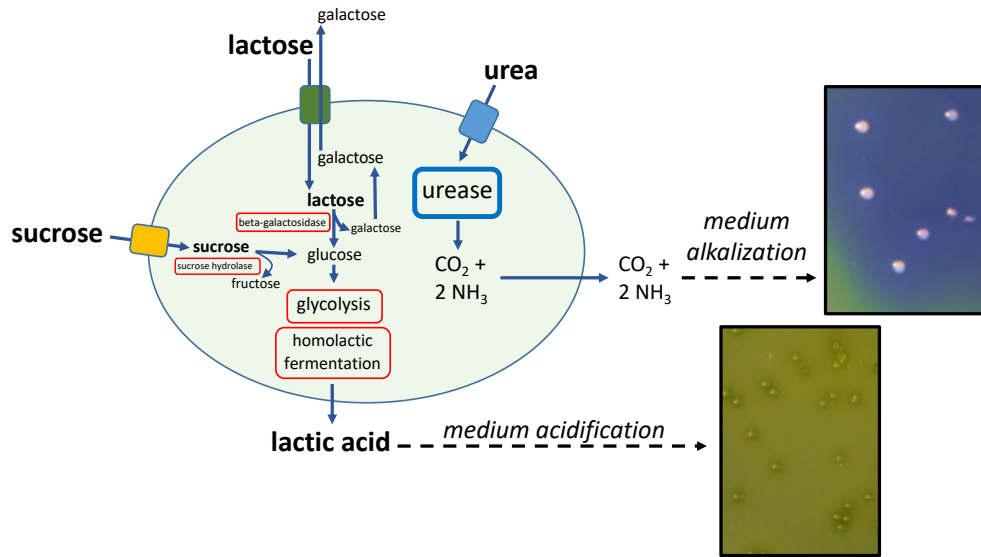 galactose
lactose
urea
galactose
lactose
beta-galactosidase
galactose
urease
sucrose
sucrose
sucrose hydrolase
fructose
glucose
glycolysis
homolactic
fermentation
CO₂ +
2 NH₃
CO₂ +
2 NH₃
medium
alkalization
lactic acid
medium acidification